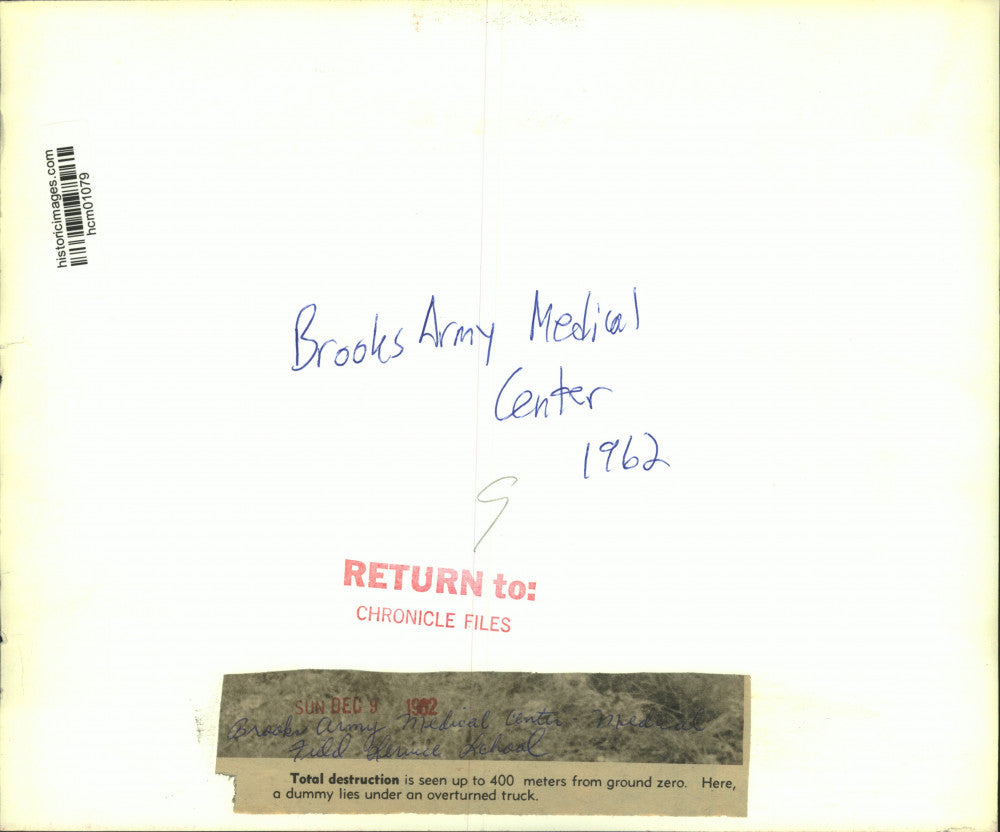 historicimages.com
hcm01079
Brooks Army Medical
Center
1962
9
RETURN to:
CHRONICLE FILES
SUN DEC 9 1962
Brooks Army Medical Center - Medical
Field Service School
Total destruction is seen up to 400 meters from ground zero. Here,
a dummy lies under an overturned truck.